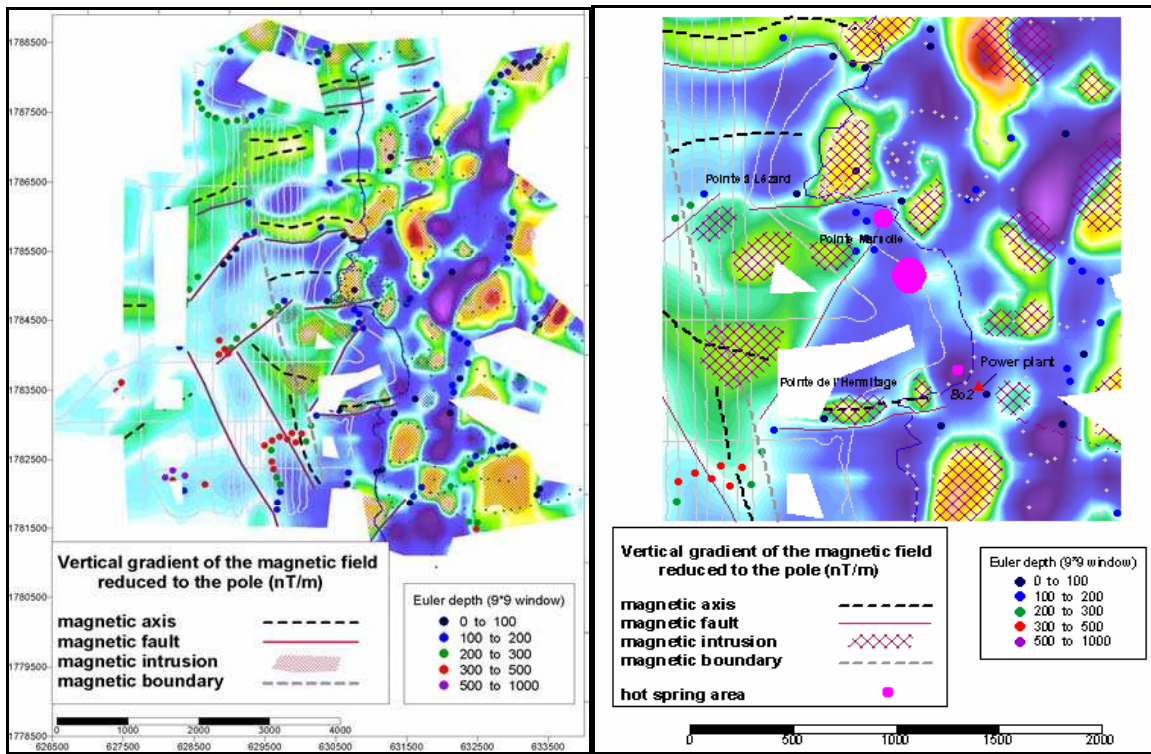 1788500
1787500
1786500
1785500
1784500
1783500
1782500
1781500
1780500
1779500
1778500
Vertical gradient of the magnetic field
reduced to the pole (nT/m)
magnetic axis
magnetic fault
magnetic intrusion
magnetic boundary
Euler depth (9*9 window)
0 to 100
100 to 200
200 to 300
300 to 500
500 to 1000
0 1000 2000 3000 4000
626500 627500 628500 629500 630500 631500 632500 633500
Pointe à Lézard
Pointe Marsolle
Power plant
Pointe de l'Hermitage
Bo2
Vertical gradient of the magnetic field
reduced to the pole (nT/m)
magnetic axis
magnetic fault
magnetic intrusion
magnetic boundary
hot spring area
Euler depth (9*9 window)
0 to 100
100 to 200
200 to 300
300 to 500
500 to 1000
0 500 1000 1500 2000